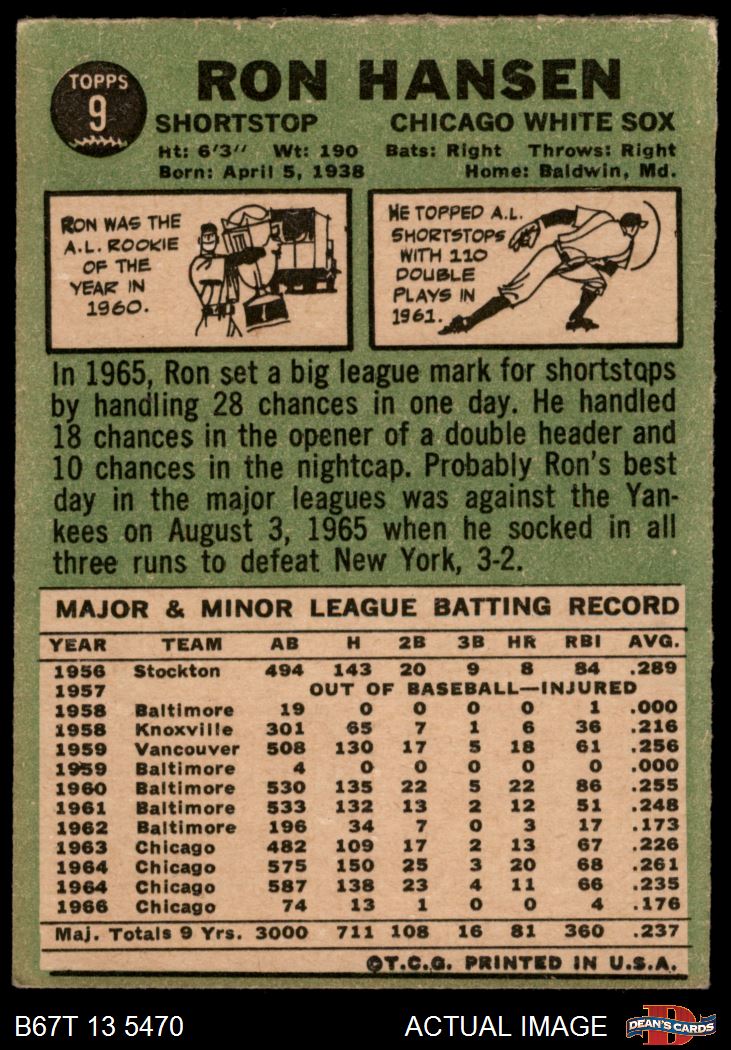 TOPPS
9
RON HANSEN
SHORTSTOP CHICAGO WHITE SOX
Ht: 6'3" Wt: 190 Bats: Right Throws: Right
Born: April 5, 1938 Home: Baldwin, Md.
RON WAS THE
A.L. ROOKIE
OF THE
YEAR IN
1960.
HE TOPPED A.L.
SHORTSTOPS
WITH 110
DOUBLE
PLAYS IN
1961.
In 1965, Ron set a big league mark for shortstops
by handling 28 chances in one day. He handled
18 chances in the opener of a double header and
10 chances in the nightcap. Probably Ron's best
day in the major leagues was against the Yan-
kees on August 3, 1965 when he socked in all
three runs to defeat New York, 3-2.
MAJOR & MINOR LEAGUE BATTING RECORD
YEAR TEAM AB H 2B 3B HR RBI AVG.
1956 Stockton 494 143 20 9 8 84 .289
1957 OUT OF BASEBALL—INJURED
1958 Baltimore 19 0 0 0 0 1 .000
1958 Knoxville 301 65 7 1 6 36 .216
1959 Vancouver 508 130 17 5 18 61 .256
1959 Baltimore 4 0 0 0 0 0 .000
1960 Baltimore 530 135 22 5 22 86 .255
1961 Baltimore 533 132 13 2 12 51 .248
1962 Baltimore 196 34 7 0 3 17 .173
1963 Chicago 482 109 17 2 13 67 .226
1964 Chicago 575 150 25 3 20 68 .261
1964 Chicago 587 138 23 4 11 66 .235
1966 Chicago 74 13 1 0 0 4 .176
Maj. Totals 9 Yrs. 3000 711 108 16 81 360 .237
©T.C.G. PRINTED IN U.S.A.
B67T 13 5470 ACTUAL IMAGE
D
DEAN'S CARDS